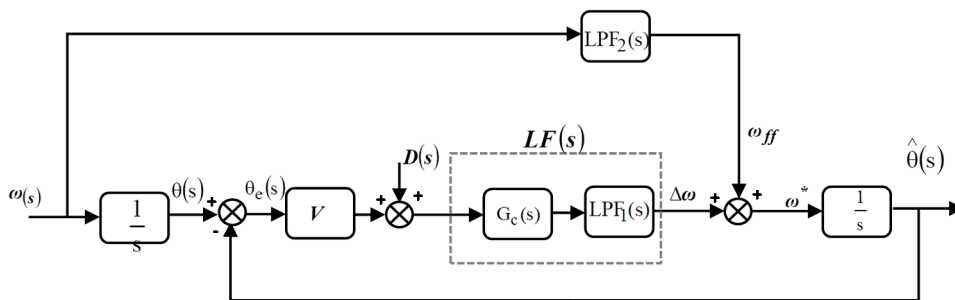 LPF2(s)
ω(s)
1
s
θ(s)
+
-
θe(s)
V
D(s)
+
+
LF(s)
Gc(s)
LPF1(s)
Δω
ωff
+
+
ω*
1
s
^
θ(s)